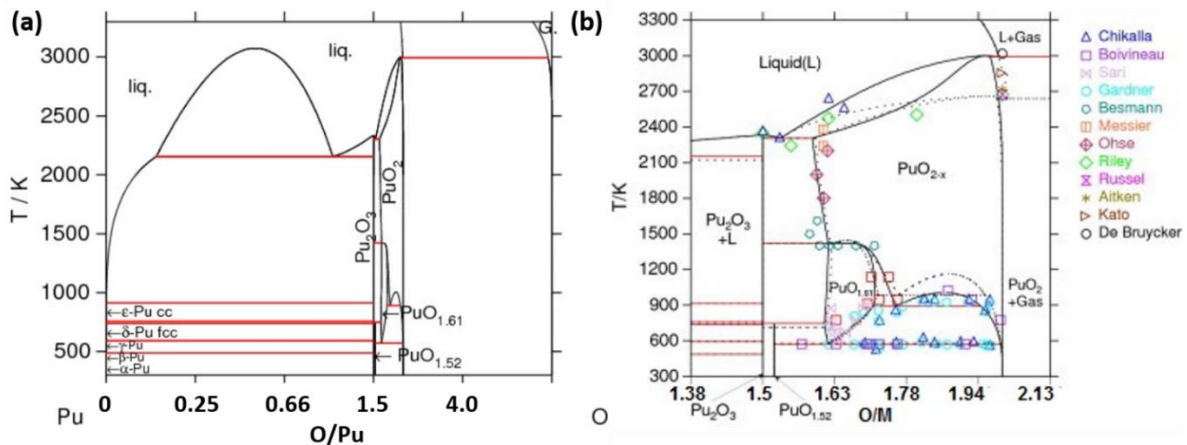 (a)
G.
liq.
liq.
3000
2500
2000
1500
1000
500
T / K
PuO2
Pu2O3
PuO1.61
PuO1.52
←ε-Pu cc
←δ-Pu fcc
←γ-Pu
←β-Pu
←α-Pu
Pu
0
0.25
0.66
1.5
4.0
O
O/Pu
(b)
3300
3000
2700
2400
2100
1800
1500
1200
900
600
300
T/K
L+Gas
Liquid(L)
PuO2-x
Pu2O3
+L
PuO1.61
PuO2
+Gas
1.38
1.5
1.63
1.78
1.94
2.13
Pu2O3
PuO1.52
O/M
Chikalla
Boivineau
Sari
Gardner
Besmann
Messier
Ohse
Riley
Russel
Aitken
Kato
De Bruycker